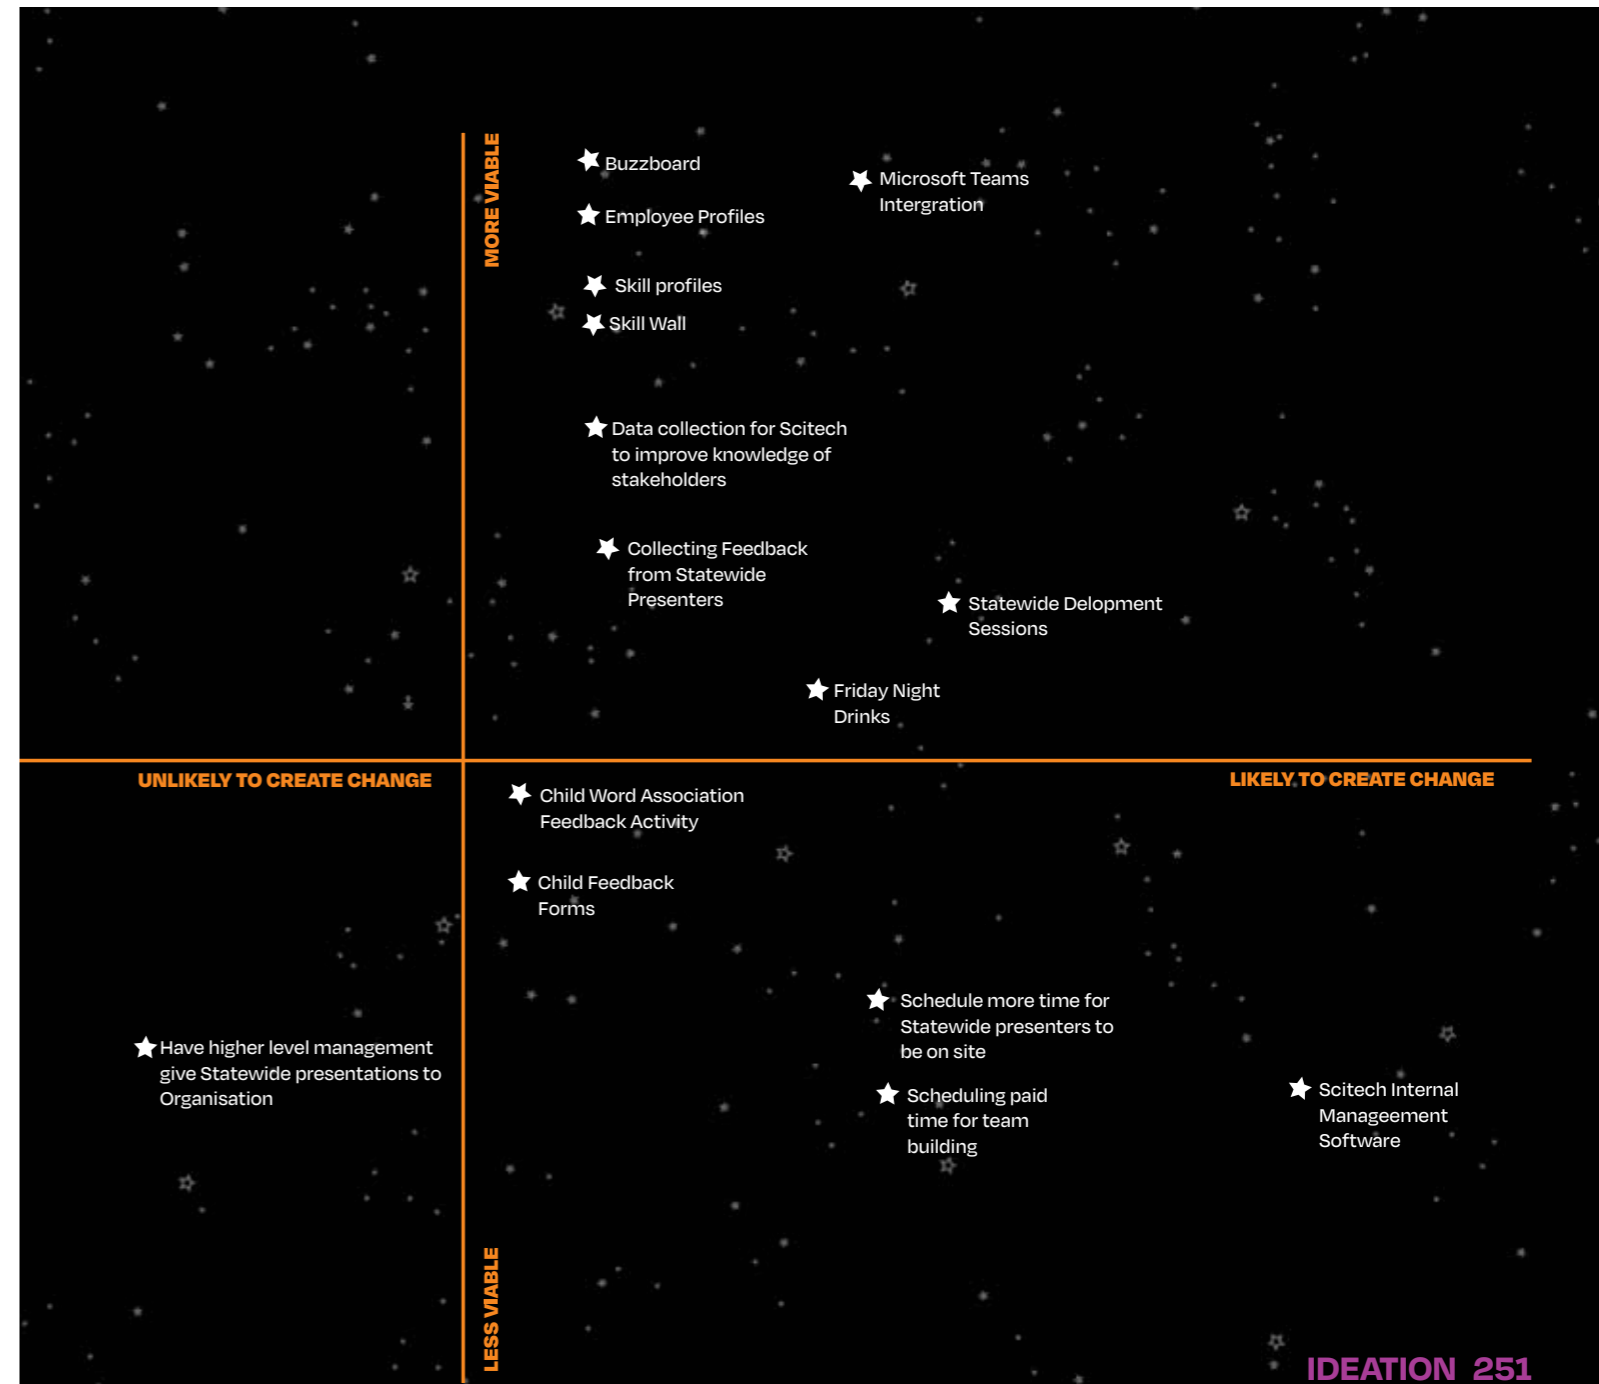 MORE VIABLE
Buzzboard
Microsoft Teams
Intergration
Employee Profiles
Skill profiles
Skill Wall
Data collection for Scitech
to improve knowledge of
stakeholders
Collecting Feedback
from Statewide
Presenters
Statewide Delopment
Sessions
Friday Night
Drinks
UNLIKELY TO CREATE CHANGE
LIKELY TO CREATE CHANGE
Child Word Association
Feedback Activity
Child Feedback
Forms
Schedule more time for
Statewide presenters to
be on site
Have higher level management
give Statewide presentations to
Organisation
Scheduling paid
time for team
building
Scitech Internal
Manageement
Software
LESS VIABLE
IDEATION 251